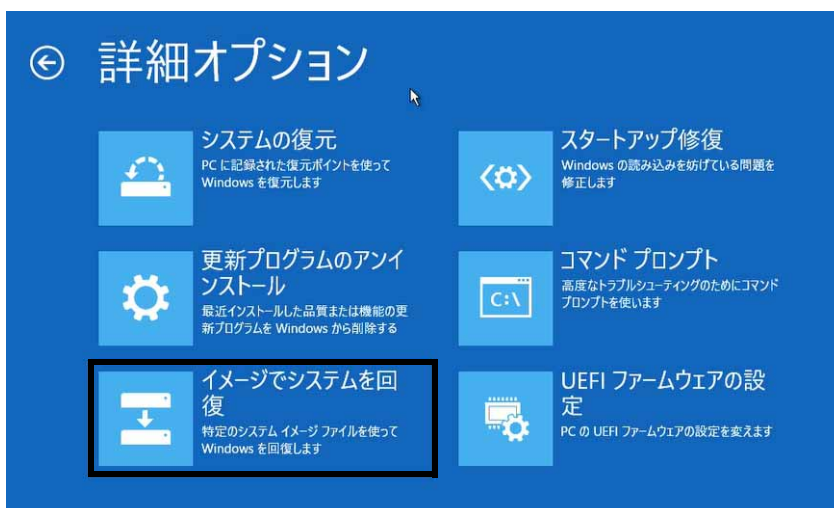 詳細オプション
システムの復元
PC に記録された復元ポイントを使って
Windows を復元します
スタートアップ修復
Windows の読み込みを妨げている問題を
修正します
更新プログラムのアンイ
ンストール
最近インストールした品質または機能の更
新プログラムを Windows から削除する
C:\
コマンド プロンプト
高度なトラブルシューティングのためにコマンド
プロンプトを使います
イメージでシステムを回
復
特定のシステム イメージ ファイルを使って
Windows を回復します
UEFI ファームウェアの設
定
PC の UEFI ファームウェアの設定を変えます